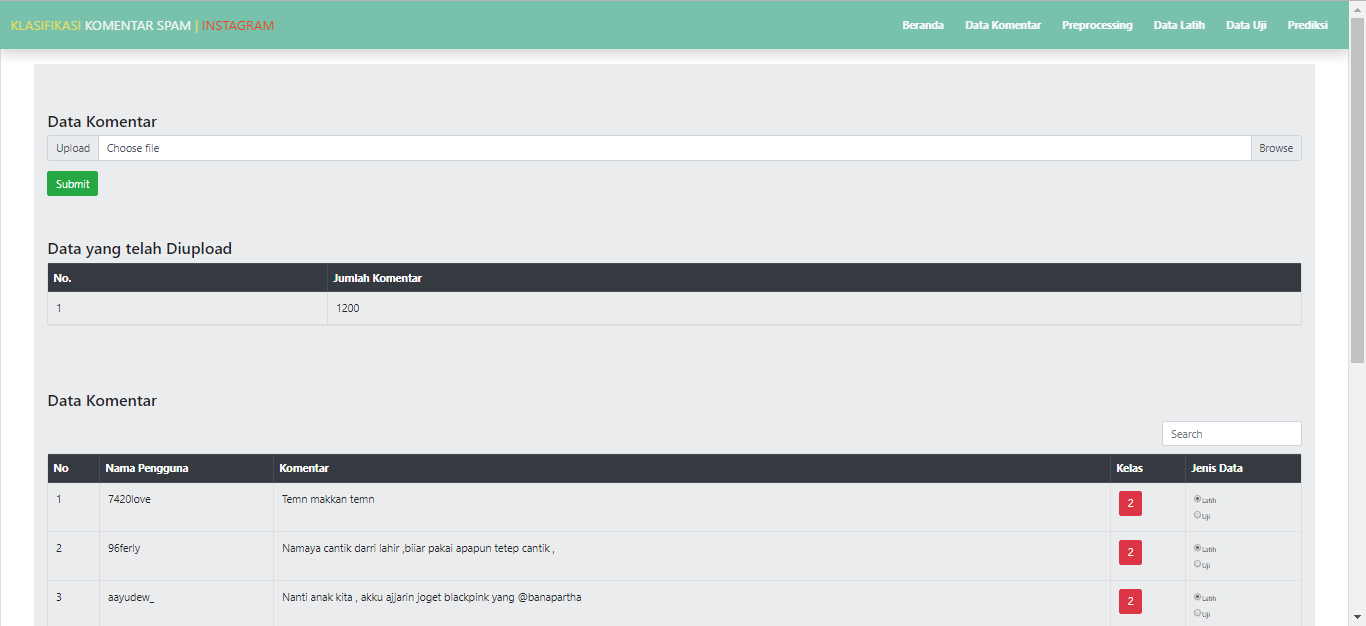 KLASIFIKASI KOMENTAR SPAM | INSTAGRAM
Beranda Data Komentar Preprocessing Data Latih Data Uji Prediksi
Data Komentar
Upload Choose file Browse
Submit
Data yang telah Diupload
No. Jumlah Komentar
1 1200
Data Komentar
Search
No Nama Pengguna Komentar Kelas Jenis Data
1 7420love Temn makkan temn 2 Latih
Uji
2 96ferly Namaya cantik darri lahir ,biiar pakai apapun tetep cantik , 2 Latih
Uji
3 aayudew_ Nanti anak kita , akku ajjarin joget blackpink yang @banapartha 2 Latih
Uji